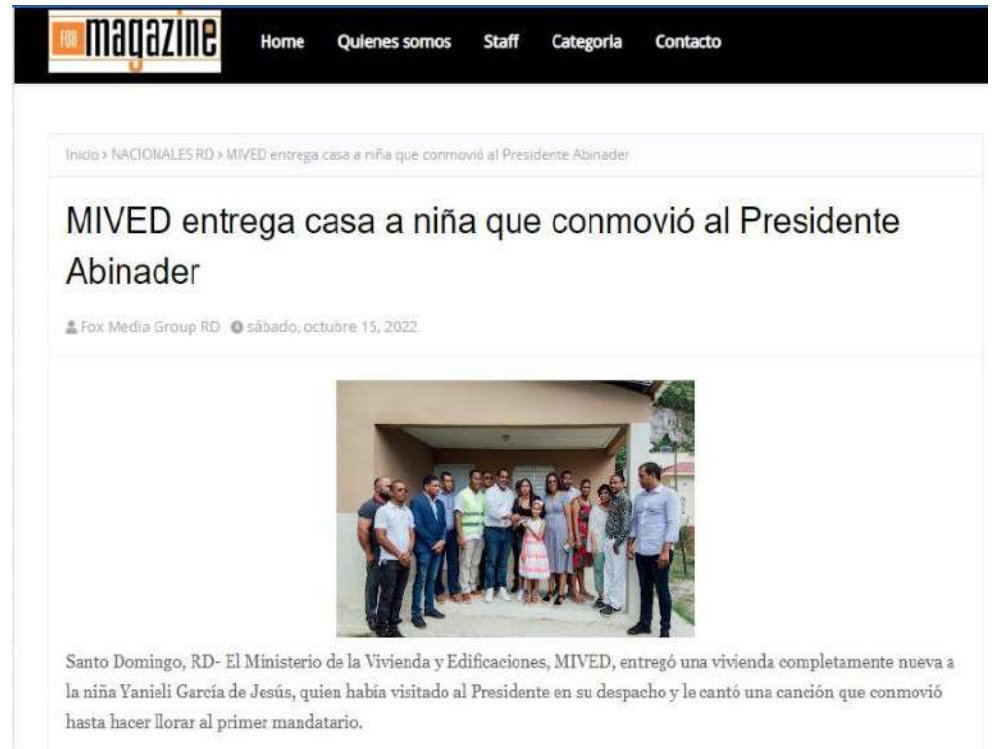 FOX magazine
Home Quienes somos Staff Categoria Contacto
Inicio › NACIONALES RD › MIVED entrega casa a niña que conmovió al Presidente Abinader
MIVED entrega casa a niña que conmovió al Presidente
Abinader
Fox Media Group RD sábado, octubre 15, 2022
Santo Domingo, RD- El Ministerio de la Vivienda y Edificaciones, MIVED, entregó una vivienda completamente nueva a
la niña Yanieli García de Jesús, quien había visitado al Presidente en su despacho y le cantó una canción que conmovió
hasta hacer llorar al primer mandatario.